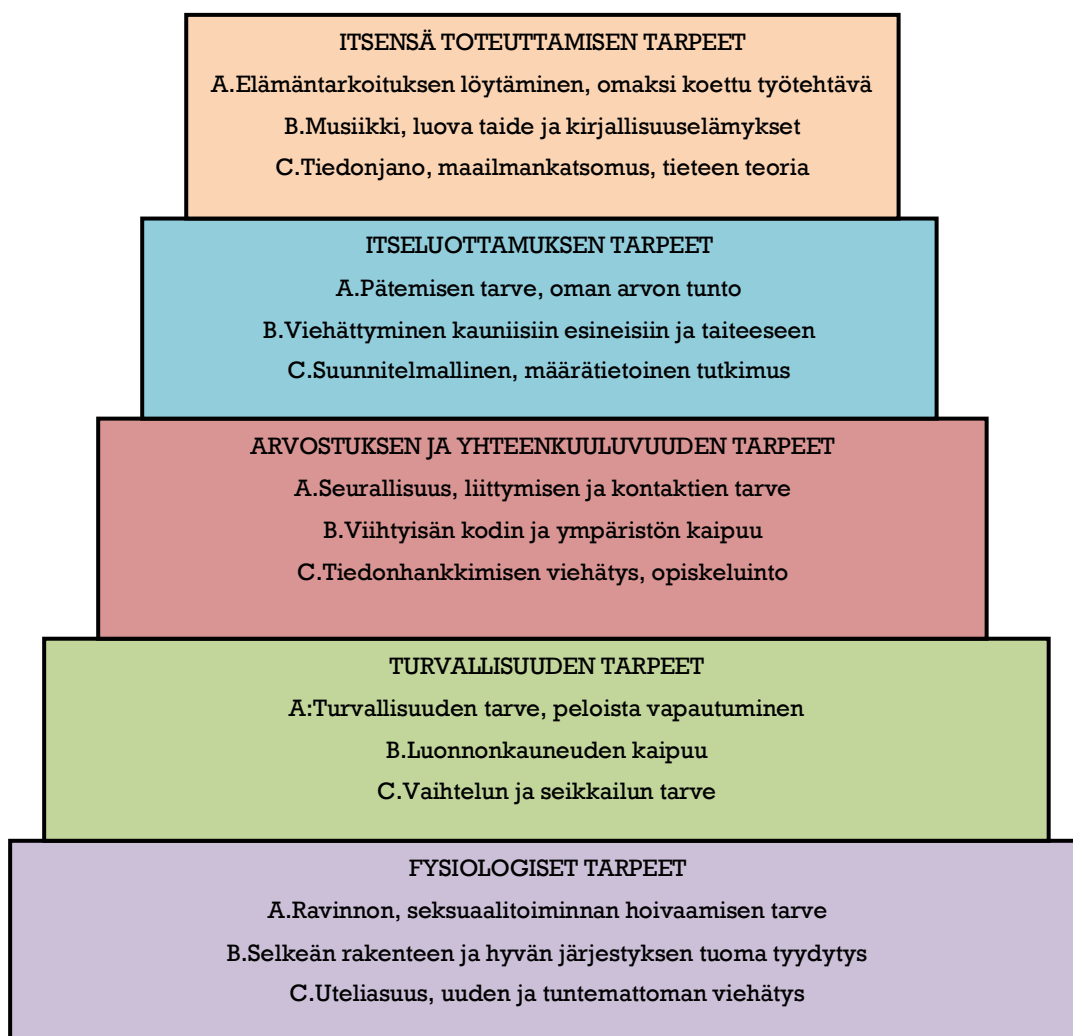 ITSENSÄ TOTEUTTAMISEN TARPEET
A.Elämäntarkoituksen löytäminen, omaksi koettu työtehtävä
B.Musiikki, luova taide ja kirjallisuuselämykset
C.Tiedonjano, maailmankatsomus, tieteen teoria
ITSELUOTTAMUKSEN TARPEET
A.Pätemisen tarve, oman arvon tunto
B.Viehättyminen kauniisiin esineisiin ja taiteeseen
C.Suunnitelmallinen, määrätietoinen tutkimus
ARVOSTUKSEN JA YHTEENKUULUVUUDEN TARPEET
A.Seurallisuus, liittymisen ja kontaktien tarve
B.Viihtyisän kodin ja ympäristön kaipuu
C.Tiedonhankkimisen viehätys, opiskeluinto
TURVALLISUUDEN TARPEET
A:Turvallisuuden tarve, peloista vapautuminen
B.Luonnonkauneuden kaipuu
C.Vaihtelun ja seikkailun tarve
FYSIOLOGISET TARPEET
A.Ravinnon, seksuaalitoiminnan hoivaamisen tarve
B.Selkeän rakenteen ja hyvän järjestyksen tuoma tyydytys
C.Uteliasuus, uuden ja tuntemattoman viehätys